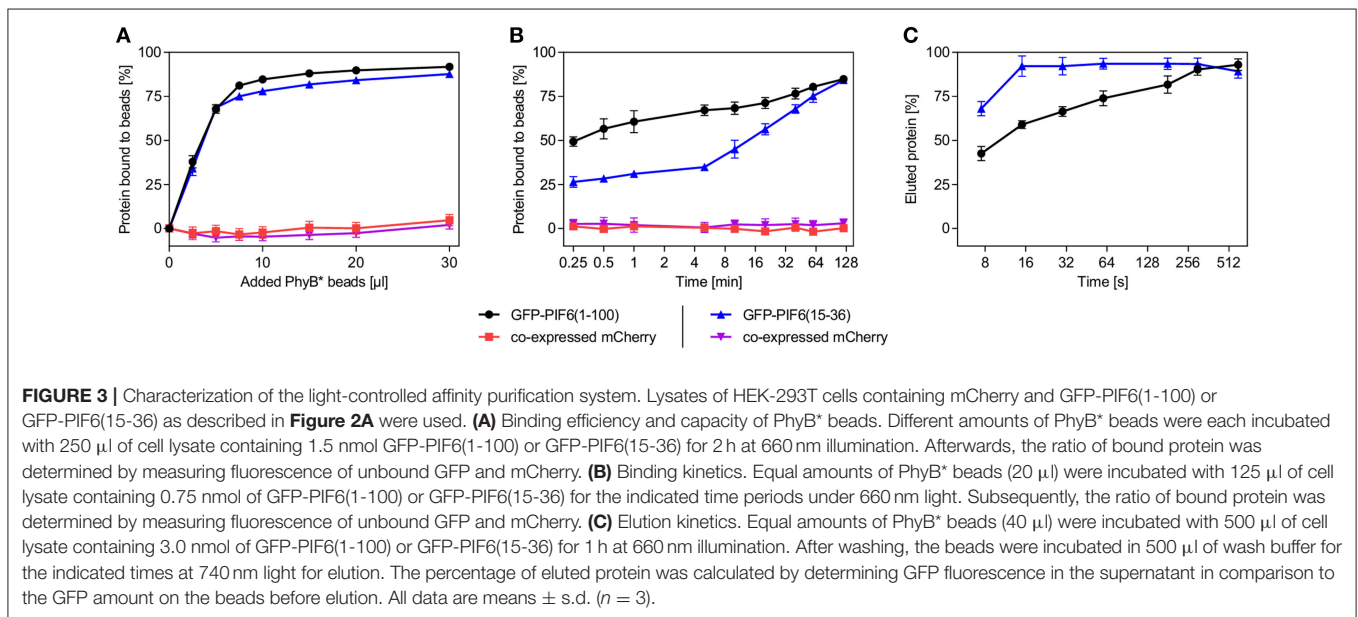 A
B
C
Protein bound to beads [%]
100
75
50
25
0
0
10
20
30
Added PhyB* beads [µl]
Protein bound to beads [%]
100
75
50
25
0
0.25 0.5 1 2 4 8 16 32 64 128
Time [min]
Eluted protein [%]
100
75
50
25
0
8 16 32 64 128 256 512
Time [s]
GFP-PIF6(1-100)
co-expressed mCherry
GFP-PIF6(15-36)
co-expressed mCherry
FIGURE 3 | Characterization of the light-controlled affinity purification system. Lysates of HEK-293T cells containing mCherry and GFP-PIF6(1-100) or
GFP-PIF6(15-36) as described in Figure 2A were used. (A) Binding efficiency and capacity of PhyB* beads. Different amounts of PhyB* beads were each incubated
with 250 µl of cell lysate containing 1.5 nmol GFP-PIF6(1-100) or GFP-PIF6(15-36) for 2 h at 660 nm illumination. Afterwards, the ratio of bound protein was
determined by measuring fluorescence of unbound GFP and mCherry. (B) Binding kinetics. Equal amounts of PhyB* beads (20 µl) were incubated with 125 µl of cell
lysate containing 0.75 nmol of GFP-PIF6(1-100) or GFP-PIF6(15-36) for the indicated time periods under 660 nm light. Subsequently, the ratio of bound protein was
determined by measuring fluorescence of unbound GFP and mCherry. (C) Elution kinetics. Equal amounts of PhyB* beads (40 µl) were incubated with 500 µl of cell
lysate containing 3.0 nmol of GFP-PIF6(1-100) or GFP-PIF6(15-36) for 1 h at 660 nm illumination. After washing, the beads were incubated in 500 µl of wash buffer for
the indicated times at 740 nm light for elution. The percentage of eluted protein was calculated by determining GFP fluorescence in the supernatant in comparison to
the GFP amount on the beads before elution. All data are means ± s.d. (n = 3).